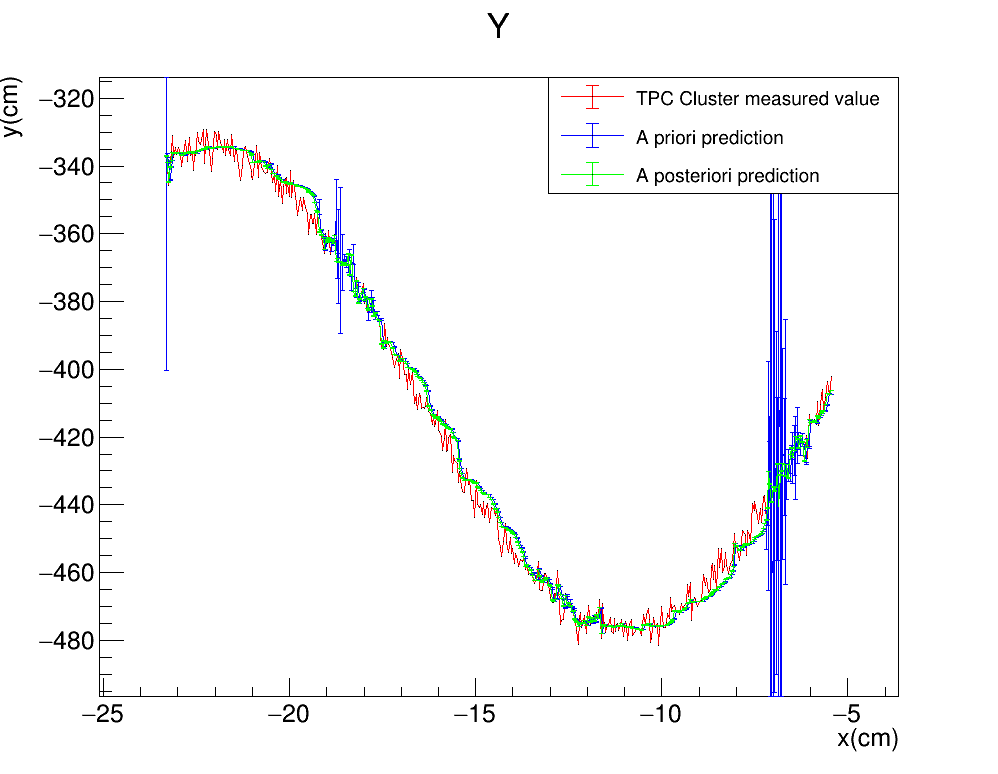 Y
y(cm)
TPC Cluster measured value
A priori prediction
A posteriori prediction
−320
−340
−360
−380
−400
−420
−440
−460
−480
−25
−20
−15
−10
−5
x(cm)